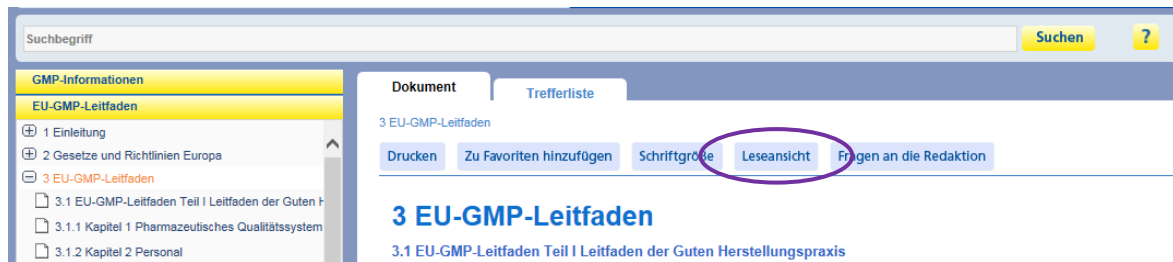 Suchbegriff
Suchen
?
GMP-Informationen
EU-GMP-Leitfaden
1 Einleitung
2 Gesetze und Richtlinien Europa
3 EU-GMP-Leitfaden
3.1 EU-GMP-Leitfaden Teil I Leitfaden der Guten H
3.1.1 Kapitel 1 Pharmazeutisches Qualitätssystem
3.1.2 Kapitel 2 Personal
Dokument
Trefferliste
3 EU-GMP-Leitfaden
Drucken Zu Favoriten hinzufügen Schriftgröße Leseansicht Fragen an die Redaktion
3 EU-GMP-Leitfaden
3.1 EU-GMP-Leitfaden Teil I Leitfaden der Guten Herstellungspraxis